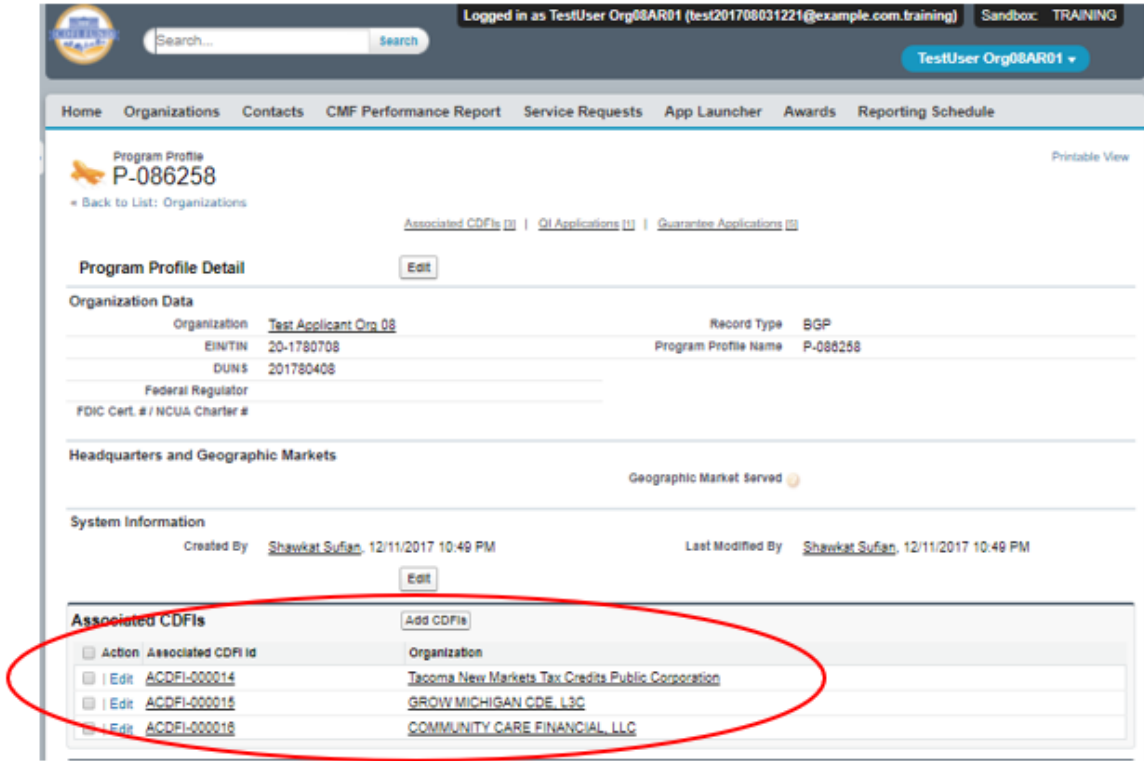 Logged in as TestUser Org08AR01 (test201708031221@example.com.training) Sandbox: TRAINING
Search... Search
TestUser Org08AR01
Home Organizations Contacts CMF Performance Report Service Requests App Launcher Awards Reporting Schedule
Program Profile Printable View
P-086258
« Back to List: Organizations
Associated CDFIs [3] | QI Applications [1] | Guarantee Applications [5]
Program Profile Detail Edit
Organization Data
Organization Test Applicant Org 08 Record Type BGP
EIN/TIN 20-1780708 Program Profile Name P-086258
DUNS 201780408
Federal Regulator
FDIC Cert. # / NCUA Charter #
Headquarters and Geographic Markets
Geographic Market Served
System Information
Created By Shawkat Sufian, 12/11/2017 10:49 PM Last Modified By Shawkat Sufian, 12/11/2017 10:49 PM
Edit
Associated CDFIs Add CDFIs
Action Associated CDFI Id Organization
| Edit ACDFI-000014 Tacoma New Markets Tax Credits Public Corporation
| Edit ACDFI-000015 GROW MICHIGAN CDE, L3C
| Edit ACDFI-000016 COMMUNITY CARE FINANCIAL, LLC